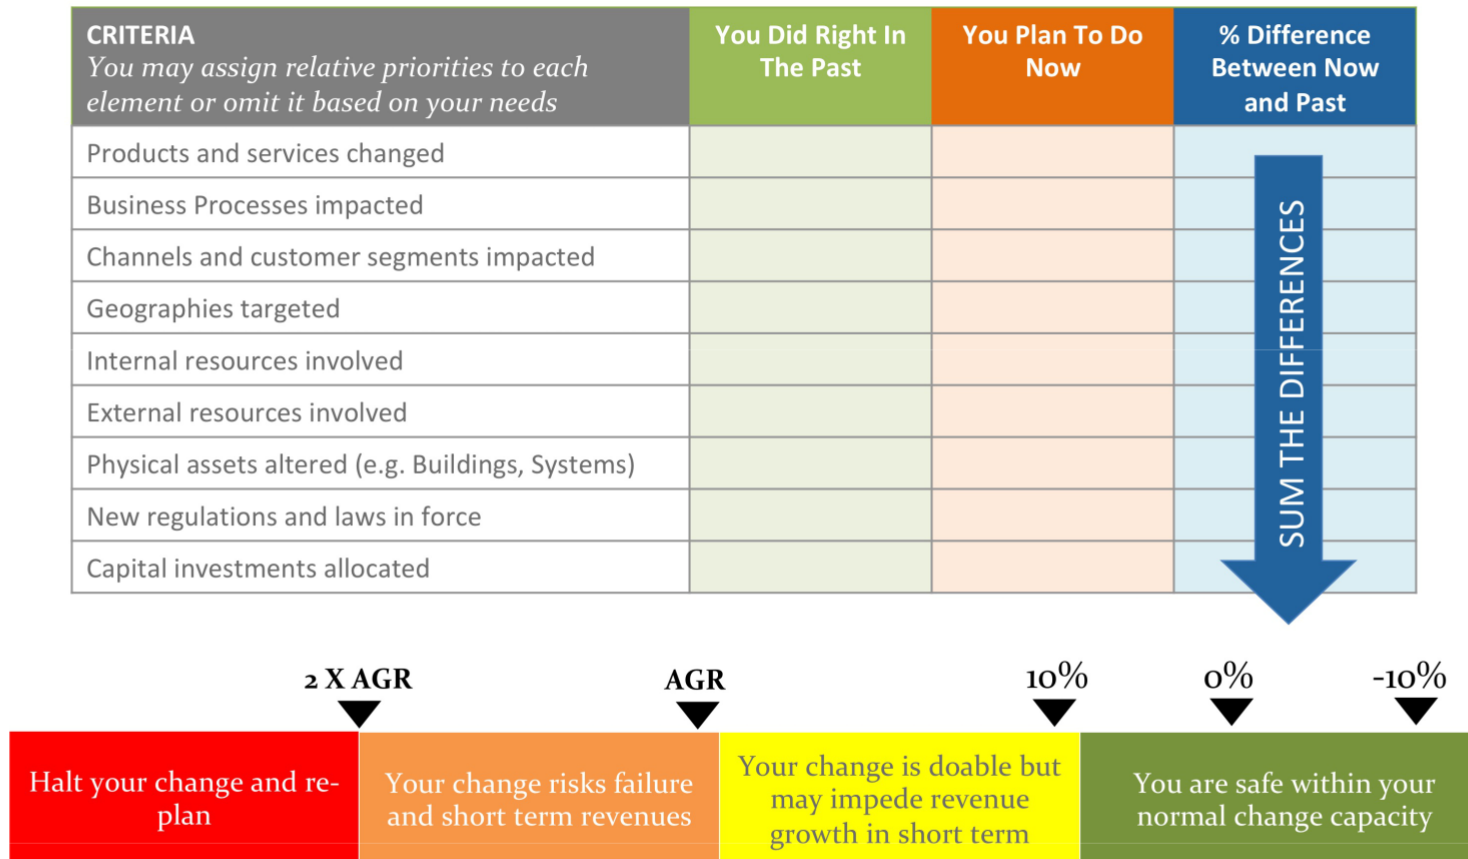 CRITERIA
You may assign relative priorities to each
element or omit it based on your needs
You Did Right In
The Past
You Plan To Do
Now
% Difference
Between Now
and Past
Products and services changed
Business Processes impacted
Channels and customer segments impacted
Geographies targeted
Internal resources involved
External resources involved
Physical assets altered (e.g. Buildings, Systems)
New regulations and laws in force
Capital investments allocated
SUM THE DIFFERENCES
2 X AGR
AGR
10%
0%
-10%
Halt your change and re-
plan
Your change risks failure
and short term revenues
Your change is doable but
may impede revenue
growth in short term
You are safe within your
normal change capacity